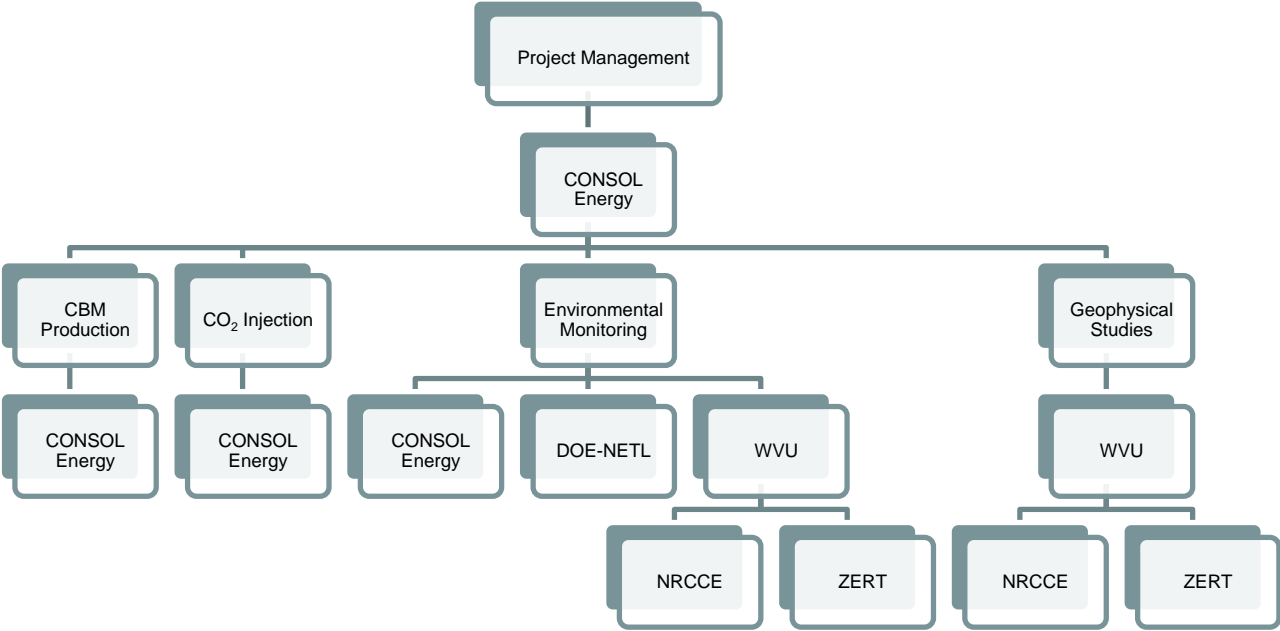 Project Management
CONSOL
Energy
CBM
Production
CO₂ Injection
Environmental
Monitoring
Geophysical
Studies
CONSOL
Energy
CONSOL
Energy
CONSOL
Energy
DOE-NETL
WVU
WVU
NRCCE
ZERT
NRCCE
ZERT